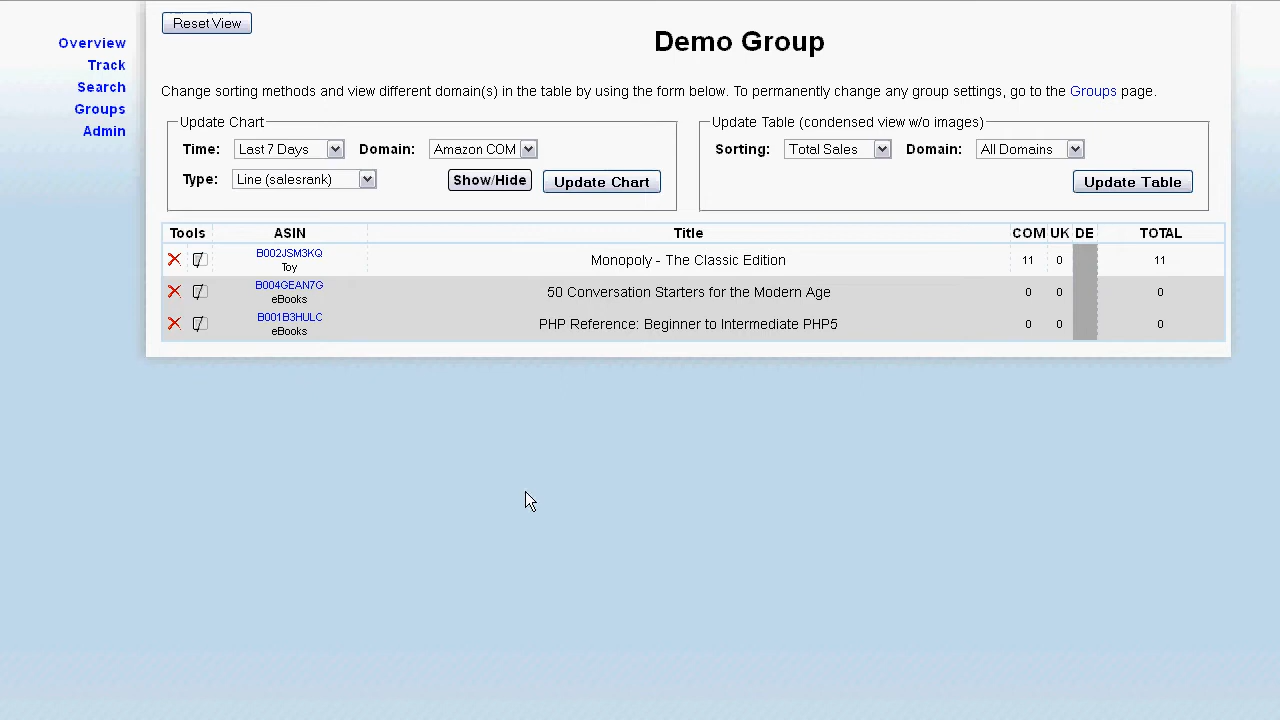 Reset View
Overview
Track
Search
Groups
Admin
Demo Group
Change sorting methods and view different domain(s) in the table by using the form below. To permanently change any group settings, go to the Groups page.
Update Chart
Time: Last 7 Days Domain: Amazon COM
Type: Line (salesrank) Show/Hide Update Chart
Update Table (condensed view w/o images)
Sorting: Total Sales Domain: All Domains
Update Table
Tools ASIN Title COM UK DE TOTAL
B002JSM3KQ
Toy
Monopoly - The Classic Edition 11 0 11
B004GEAN7G
eBooks
50 Conversation Starters for the Modern Age 0 0 0
B001B3HULC
eBooks
PHP Reference: Beginner to Intermediate PHP5 0 0 0